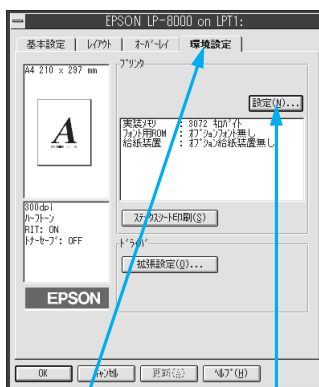 EPSON LP-8000 on LPT1:
基本設定 ﾚｲｱｳﾄ ｵｰﾊﾞｰﾚｲ 環境設定
A4 210 x 297 mm
A
300dpi
ﾊｰﾌﾄｰﾝ
RIT: ON
ﾄﾅｰｾｰﾌﾞ: OFF
EPSON
ﾌﾟﾘﾝﾀ
設定(N)...
実装ﾒﾓﾘ : 3072 ｷﾛﾊﾞｲﾄ
ﾌｫﾝﾄ用ROM : ｵﾌﾟｼｮﾝﾌｫﾝﾄ無し
給紙装置 : ｵﾌﾟｼｮﾝ給紙装置無し
ｽﾃｰﾀｽｼｰﾄ印刷(S)
ﾄﾞﾗｲﾊﾞ
拡張設定(O)...
OK ｷｬﾝｾﾙ 更新(A) ﾍﾙﾌﾟ(H)